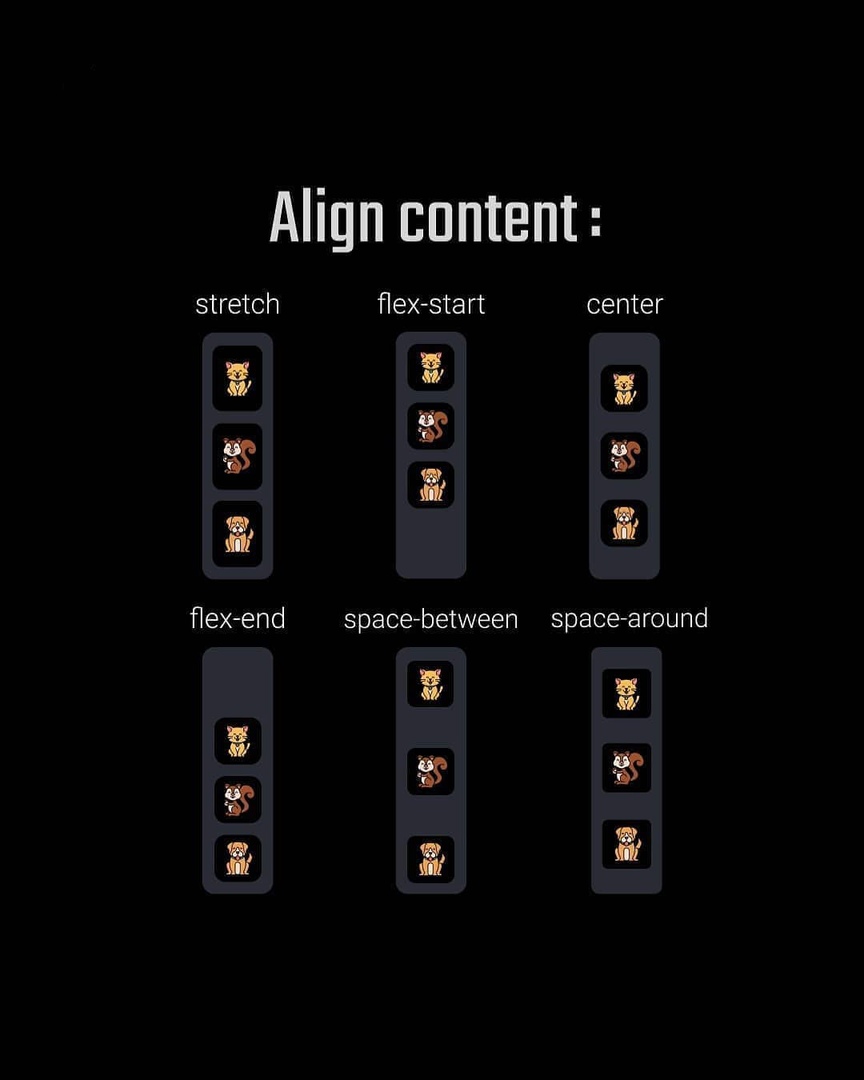 Align content :
stretch flex-start center
flex-end space-between space-around